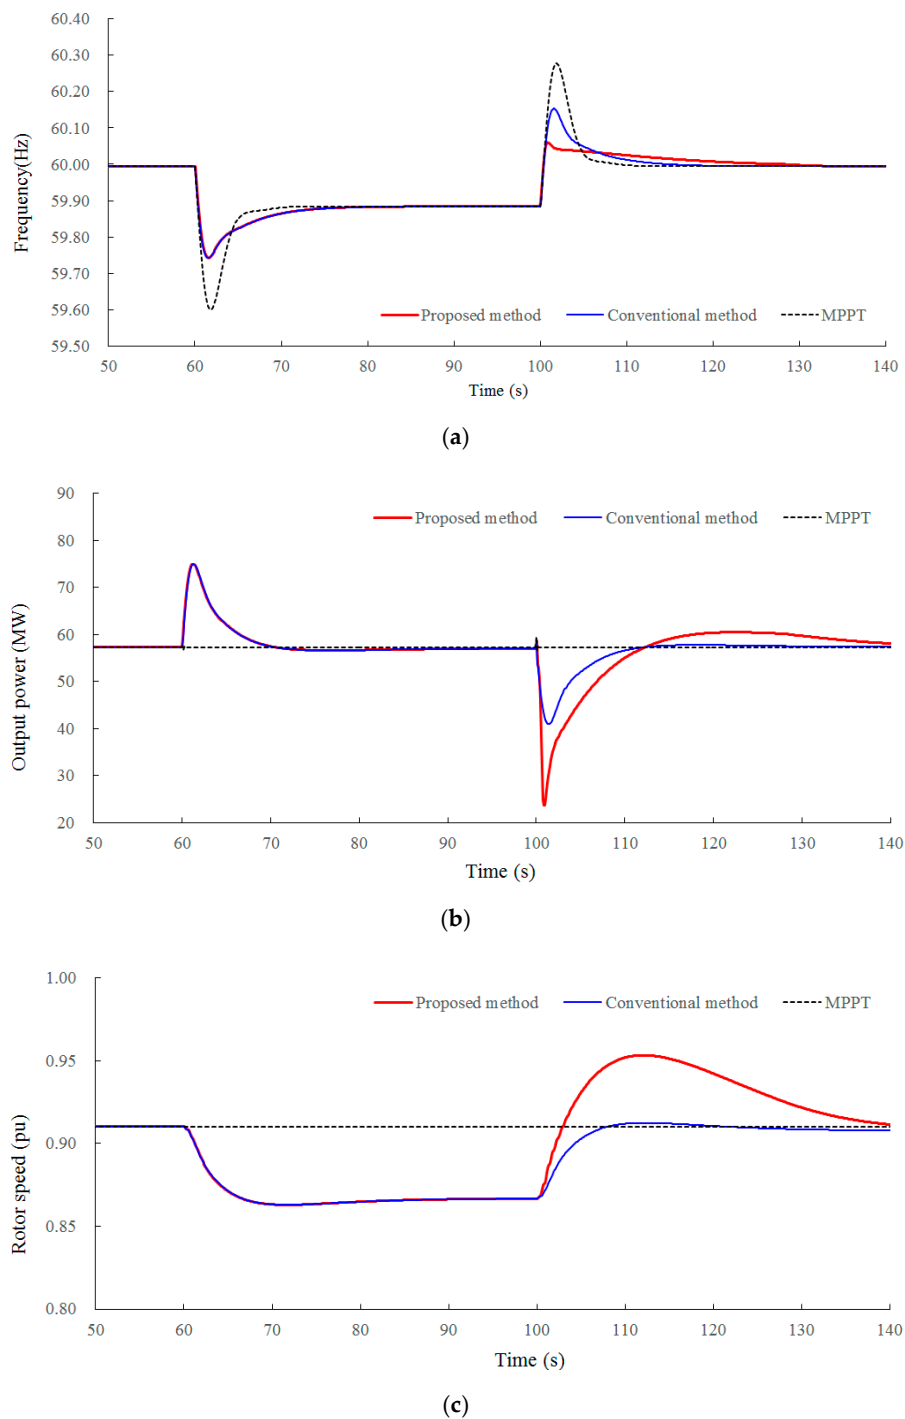 60.40
60.30
60.20
60.10
60.00
59.90
59.80
59.70
59.60
59.50
Frequency(Hz)
Proposed method Conventional method MPPT
50 60 70 80 90 100 110 120 130 140
Time (s)
(a)
90
80
70
60
50
40
30
20
Output power (MW)
Proposed method Conventional method MPPT
50 60 70 80 90 100 110 120 130 140
Time (s)
(b)
1.00
0.95
0.90
0.85
0.80
Rotor speed (pu)
Proposed method Conventional method MPPT
50 60 70 80 90 100 110 120 130 140
Time (s)
(c)